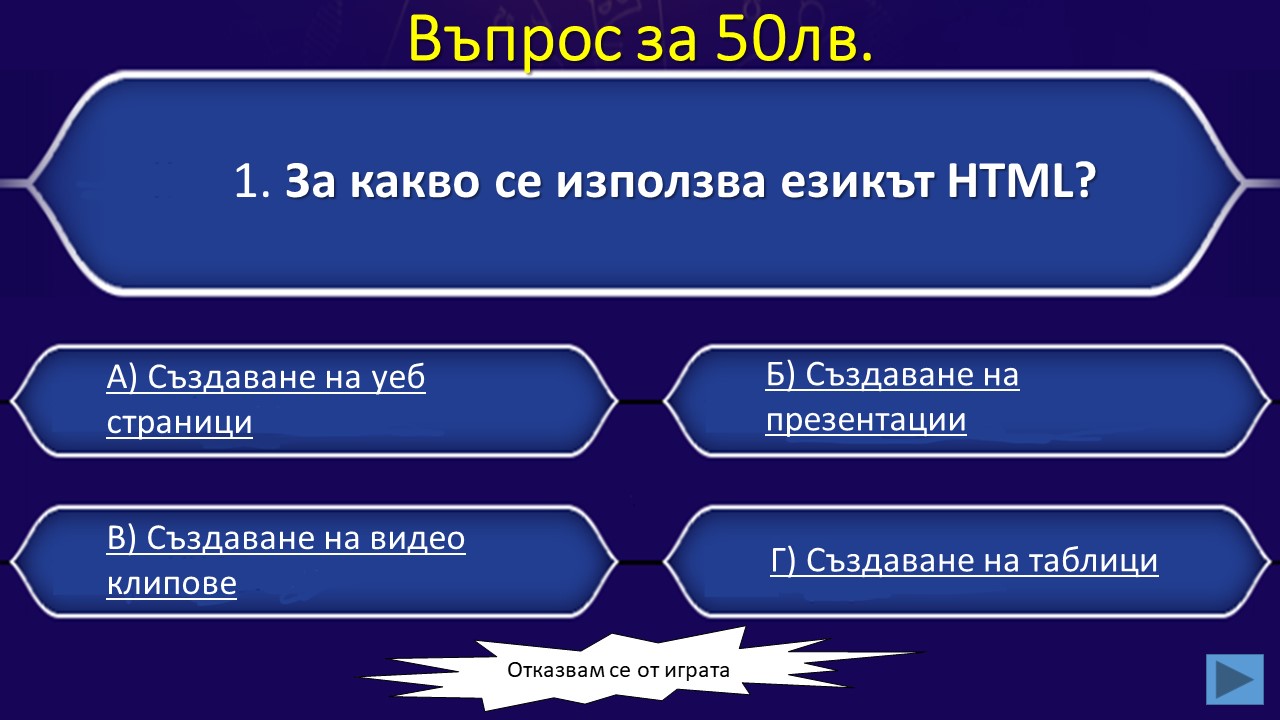 Въпрос за 50лв.
1. За какво се използва езикът HTML?
А) Създаване на уеб
страници
Б) Създаване на
презентации
В) Създаване на видео
клипове
Г) Създаване на таблици
Отказвам се от играта